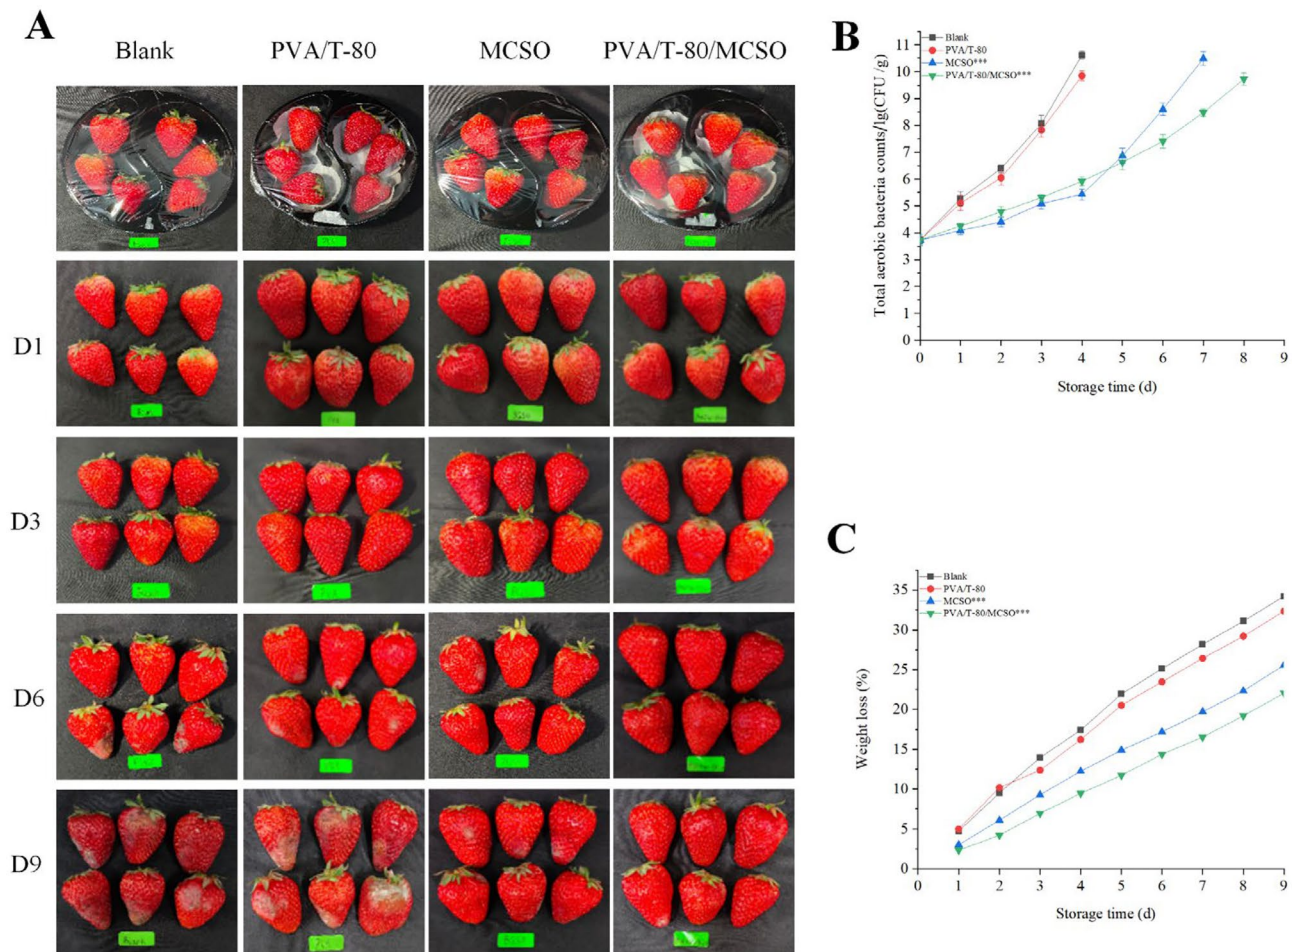 A
Blank PVA/T-80 MCSO PVA/T-80/MCSO
D1
D3
D6
D9
B
Blank
PVA/T-80
MCSO***
PVA/T-80/MCSO***
Total aerobic bacteria counts/lg(CFU /g)
11
10
9
8
7
6
5
4
3
2
1
0
0 1 2 3 4 5 6 7 8 9
Storage time (d)
C
Blank
PVA/T-80
MCSO***
PVA/T-80/MCSO***
Weight loss (%)
35
30
25
20
15
10
5
0
1 2 3 4 5 6 7 8 9
Storage time (d)